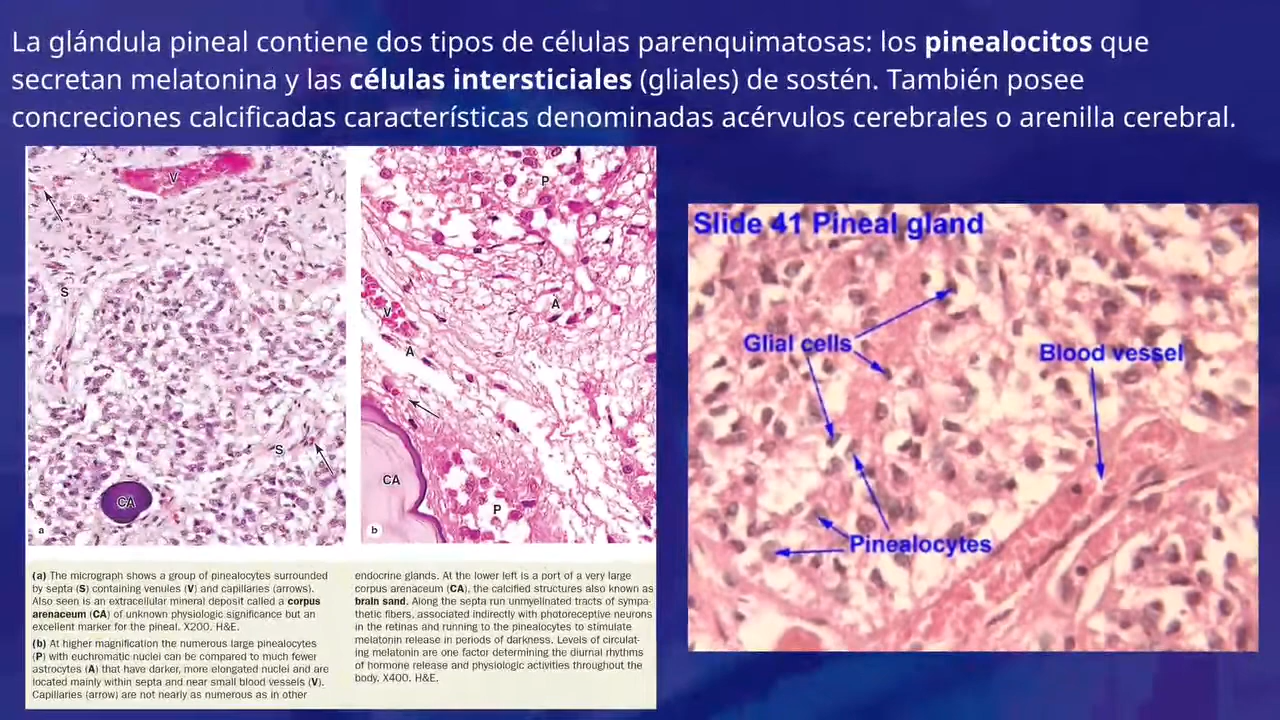 La glándula pineal contiene dos tipos de células parenquimatosas: los pinealocitos que
secretan melatonina y las células intersticiales (gliales) de sostén. También posee
concreciones calcificadas características denominadas acérvulos cerebrales o arenilla cerebral.
V
S
S
CA
a
P
A
V
A
CA
P
b
(a) The micrograph shows a group of pinealocytes surrounded
by septa (S) containing venules (V) and capillaries (arrows).
Also seen is an extracellular mineral deposit called a corpus
arenaceum (CA) of unknown physiologic significance but an
excellent marker for the pineal. X200. H&E.
(b) At higher magnification the numerous large pinealocytes
(P) with euchromatic nuclei can be compared to much fewer
astrocytes (A) that have darker, more elongated nuclei and are
located mainly within septa and near small blood vessels (V).
Capillaries (arrow) are not nearly as numerous as in other
endocrine glands. At the lower left is a port of a very large
corpus arenaceum (CA), the calcified structures also known as
brain sand. Along the septa run unmyelinated tracts of sympa-
thetic fibers, associated indirectly with photoreceptive neurons
in the retinas and running to the pinealocytes to stimulate
melatonin release in periods of darkness. Levels of circulat-
ing melatonin are one factor determining the diurnal rhythms
of hormone release and physiologic activities throughout the
body. X400. H&E.
Slide 41 Pineal gland
Glial cells
Blood vessel
Pinealocytes